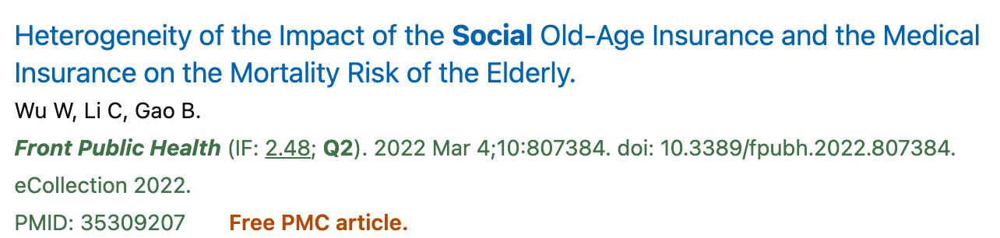 Heterogeneity of the Impact of the Social Old-Age Insurance and the Medical
Insurance on the Mortality Risk of the Elderly.
Wu W, Li C, Gao B.
Front Public Health (IF: 2.48; Q2). 2022 Mar 4;10:807384. doi: 10.3389/fpubh.2022.807384.
eCollection 2022.
PMID: 35309207 Free PMC article.